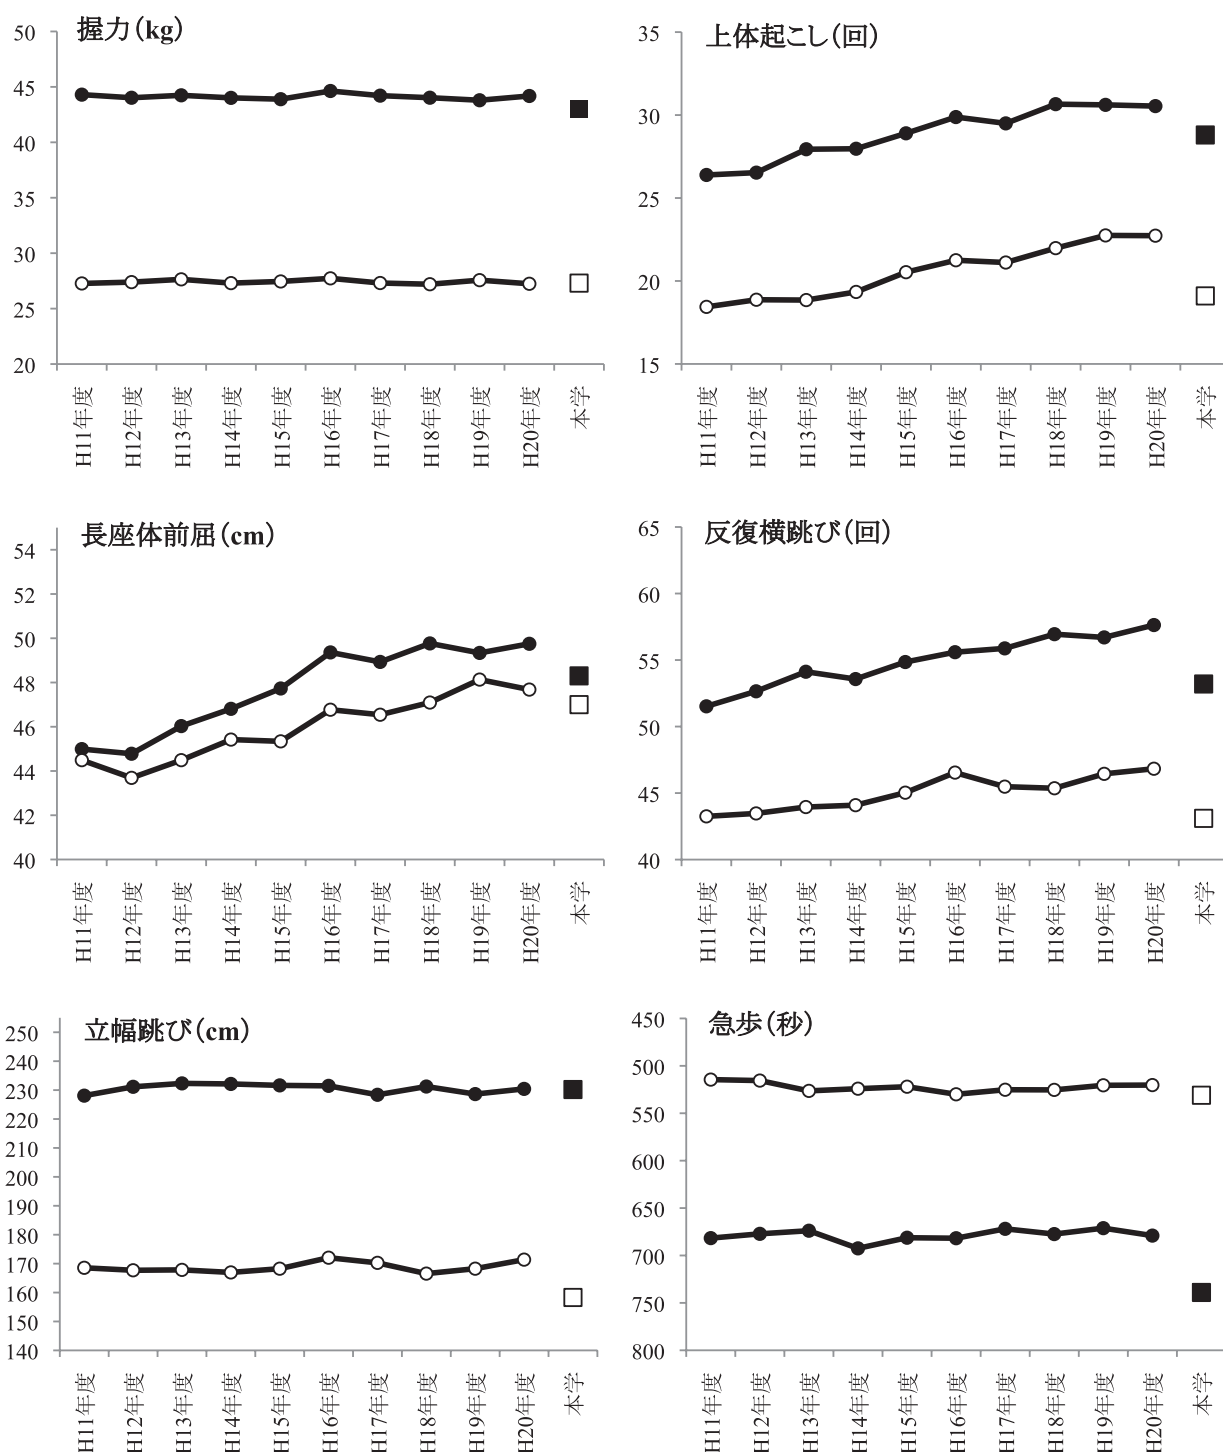 握力（kg）
50
45
40
35
30
25
20
H11年度
H12年度
H13年度
H14年度
H15年度
H16年度
H17年度
H18年度
H19年度
H20年度
本学
上体起こし（回）
35
30
25
20
15
H11年度
H12年度
H13年度
H14年度
H15年度
H16年度
H17年度
H18年度
H19年度
H20年度
本学
長座体前屈（cm）
54
52
50
48
46
44
42
40
H11年度
H12年度
H13年度
H14年度
H15年度
H16年度
H17年度
H18年度
H19年度
H20年度
本学
反復横跳び（回）
65
60
55
50
45
40
H11年度
H12年度
H13年度
H14年度
H15年度
H16年度
H17年度
H18年度
H19年度
H20年度
本学
立幅跳び（cm）
250
240
230
220
210
200
190
180
170
160
150
140
H11年度
H12年度
H13年度
H14年度
H15年度
H16年度
H17年度
H18年度
H19年度
H20年度
本学
急歩（秒）
450
500
550
600
650
700
750
800
H11年度
H12年度
H13年度
H14年度
H15年度
H16年度
H17年度
H18年度
H19年度
H20年度
本学